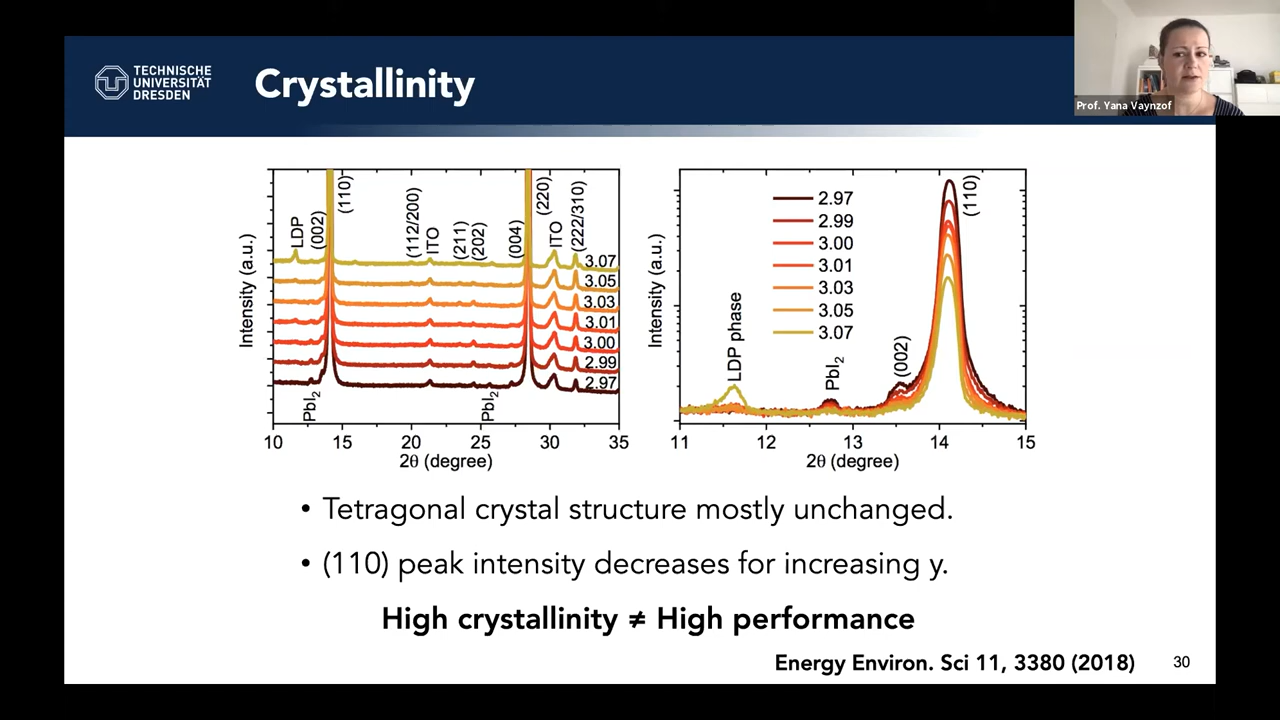 TECHNISCHE
UNIVERSITÄT
DRESDEN
Crystallinity
Prof. Yana Vaynzof
Intensity (a.u.)
LDP
(002)
(110)
(112/200)
ITO
(211)
(202)
(004)
(220)
ITO
(222/310)
3.07
3.05
3.03
3.01
3.00
2.99
2.97
PbI₂
PbI₂
10 15 20 25 30 35
2θ (degree)
Intensity (a.u.)
2.97
2.99
3.00
3.01
3.03
3.05
3.07
LDP phase
PbI₂
(002)
(110)
11 12 13 14 15
2θ (degree)
• Tetragonal crystal structure mostly unchanged.
• (110) peak intensity decreases for increasing y.
High crystallinity ≠ High performance
Energy Environ. Sci 11, 3380 (2018)
30